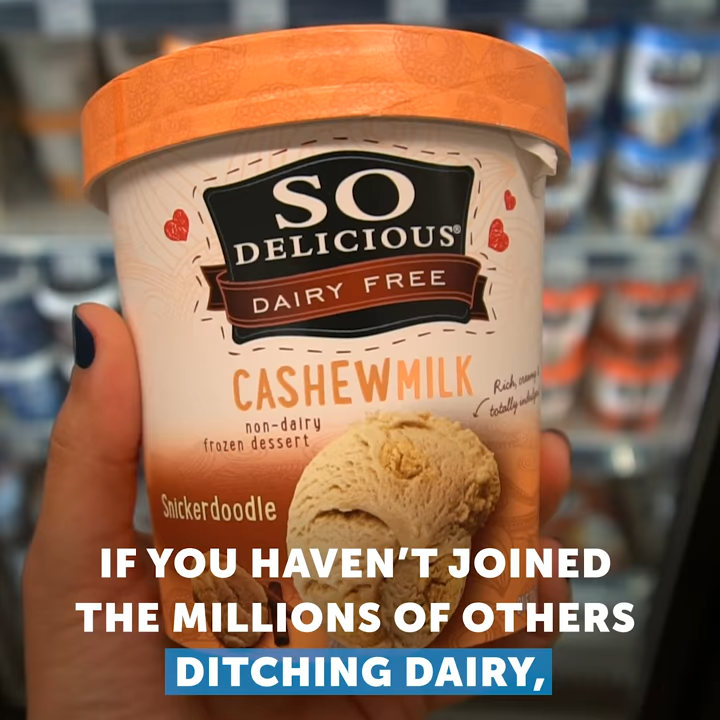 SO
DELICIOUS®
DAIRY FREE
CASHEWMILK
Rich, creamy
totally
non-dairy
frozen dessert
Snickerdoodle
IF YOU HAVEN'T JOINED
THE MILLIONS OF OTHERS
DITCHING DAIRY,